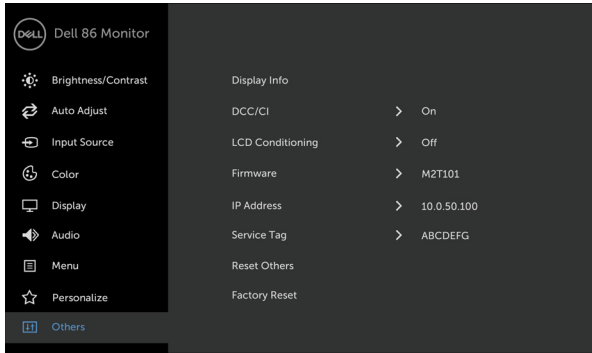 DELL Dell 86 Monitor
Brightness/Contrast
Auto Adjust
Input Source
Color
Display
Audio
Menu
Personalize
Others
Display Info
DCC/CI > On
LCD Conditioning > Off
Firmware > M2T101
IP Address > 10.0.50.100
Service Tag > ABCDEFG
Reset Others
Factory Reset